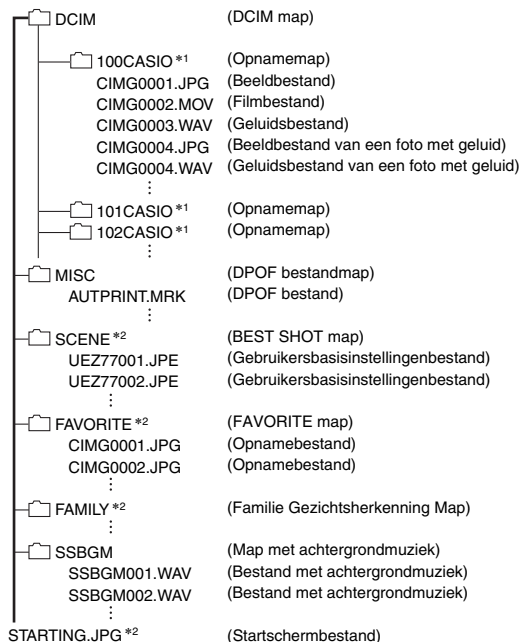 DCIM (DCIM map)
100CASIO *1 (Opnamemap)
CIMG0001.JPG (Beeldbestand)
CIMG0002.MOV (Filmbestand)
CIMG0003.WAV (Geluidsbestand)
CIMG0004.JPG (Beeldbestand van een foto met geluid)
CIMG0004.WAV (Geluidsbestand van een foto met geluid)
101CASIO *1 (Opnamemap)
102CASIO *1 (Opnamemap)
MISC (DPOF bestandmap)
AUTPRINT.MRK (DPOF bestand)
SCENE *2 (BEST SHOT map)
UEZ77001.JPE (Gebruikersbasisinstellingenbestand)
UEZ77002.JPE (Gebruikersbasisinstellingenbestand)
FAVORITE *2 (FAVORITE map)
CIMG0001.JPG (Opnamebestand)
CIMG0002.JPG (Opnamebestand)
FAMILY *2 (Familie Gezichtsherkenning Map)
SSBGM (Map met achtergrondmuziek)
SSBGM001.WAV (Bestand met achtergrondmuziek)
SSBGM002.WAV (Bestand met achtergrondmuziek)
STARTING.JPG *2 (Startschermbestand)